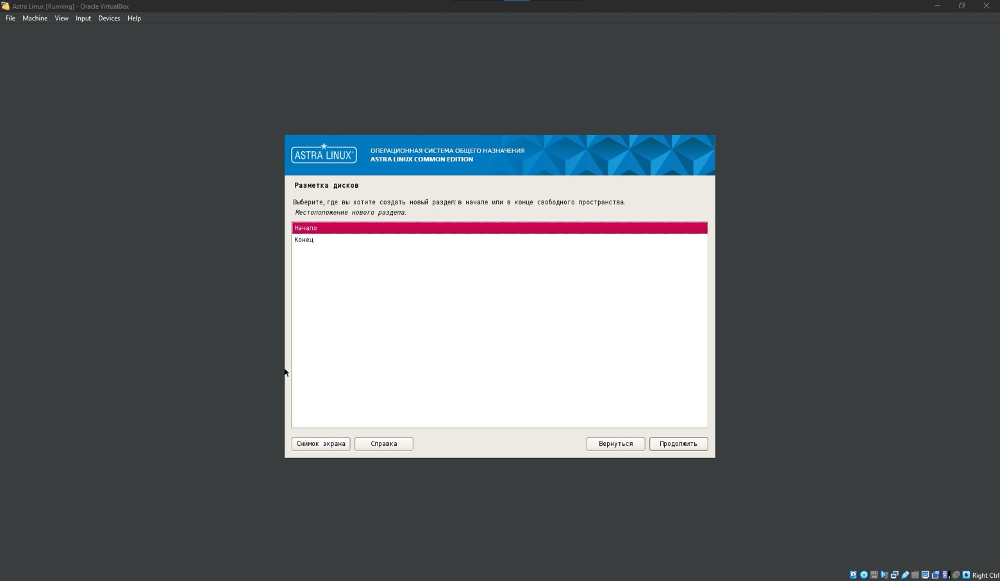 Astra Linux [Running] - Oracle VirtualBox
File Machine View Input Devices Help
ASTRA LINUX®
ОПЕРАЦИОННАЯ СИСТЕМА ОБЩЕГО НАЗНАЧЕНИЯ
ASTRA LINUX COMMON EDITION
Разметка дисков
Выберите, где вы хотите создать новый раздел: в начале или в конце свободного пространства.
Местоположение нового раздела:
Начало
Конец
Снимок экрана Справка Вернуться Продолжить
Right Ctrl